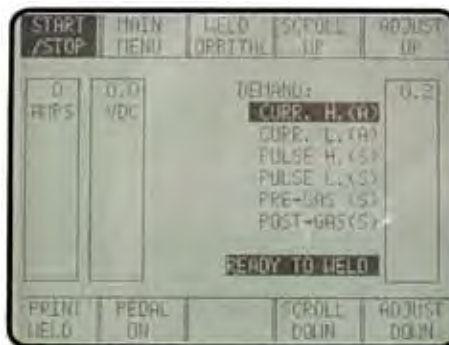 START
/STOP
MAIN
MENU
WELD
ORBITAL
SCROLL
UP
ADJUST
UP
0
AMPS
0.0
VDC
DEMAND:
CURR. H.(A)
CURR. L.(A)
PULSE H.(S)
PULSE L.(S)
PRE-GAS (S)
POST-GAS(S)
0.2
READY TO WELD
PRINT
WELD
PEDAL
ON
SCROLL
DOWN
ADJUST
DOWN